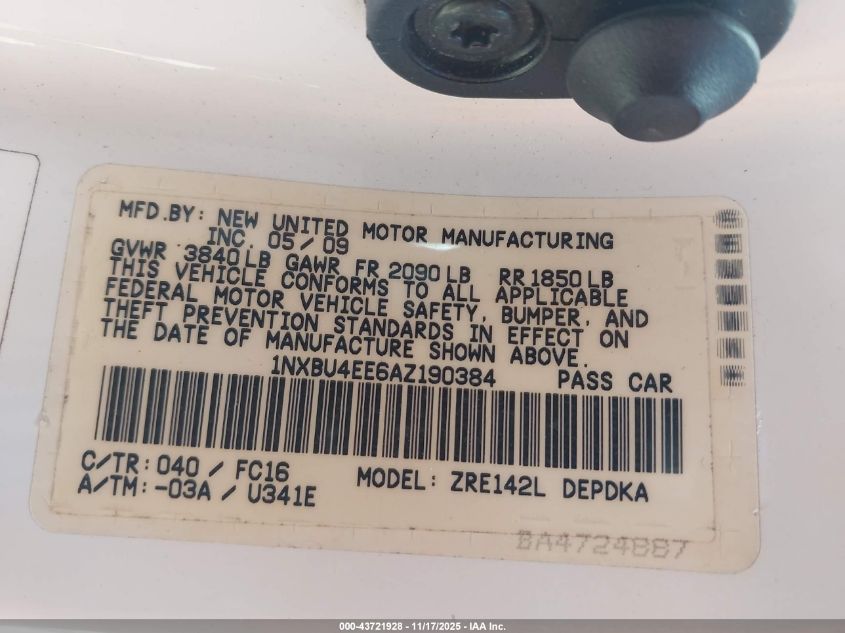 MFD.BY: NEW UNITED MOTOR MANUFACTURING
INC. 05/09
GVWR 3840LB GAWR FR 2090LB RR 1850LB
THIS VEHICLE CONFORMS TO ALL APPLICABLE
FEDERAL MOTOR VEHICLE SAFETY, BUMPER, AND
THEFT PREVENTION STANDARDS IN EFFECT ON
THE DATE OF MANUFACTURE SHOWN ABOVE.
1NXBU4EE6AZ190384 PASS CAR
C/TR: 040 / FC16 MODEL: ZRE142L DEPDKA
A/TM: -03A / U341E
BA4724887
000-43721928 - 11/17/2025 - IAA Inc.